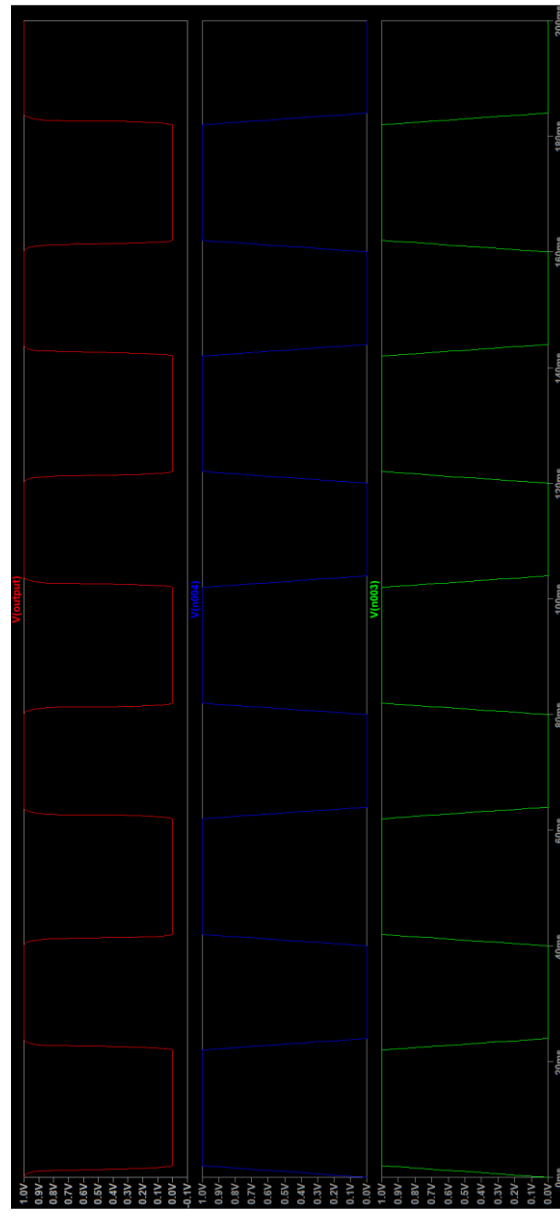 V(output)
1.0V
0.9V
0.8V
0.7V
0.6V
0.5V
0.4V
0.3V
0.2V
0.1V
0.0V
-0.1V
V(n004)
1.0V
0.9V
0.8V
0.7V
0.6V
0.5V
0.4V
0.3V
0.2V
0.1V
0.0V
V(n003)
1.0V
0.9V
0.8V
0.7V
0.6V
0.5V
0.4V
0.3V
0.2V
0.1V
0.0V
0ms 20ms 40ms 60ms 80ms 100ms 120ms 140ms 160ms 180ms 200ms